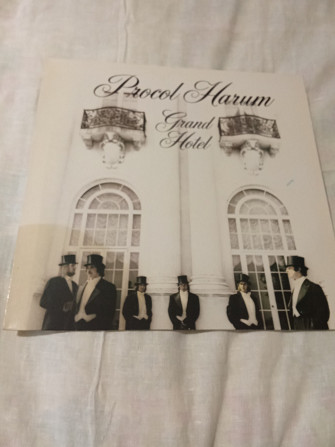 Procol Harum
Grand
Hotel